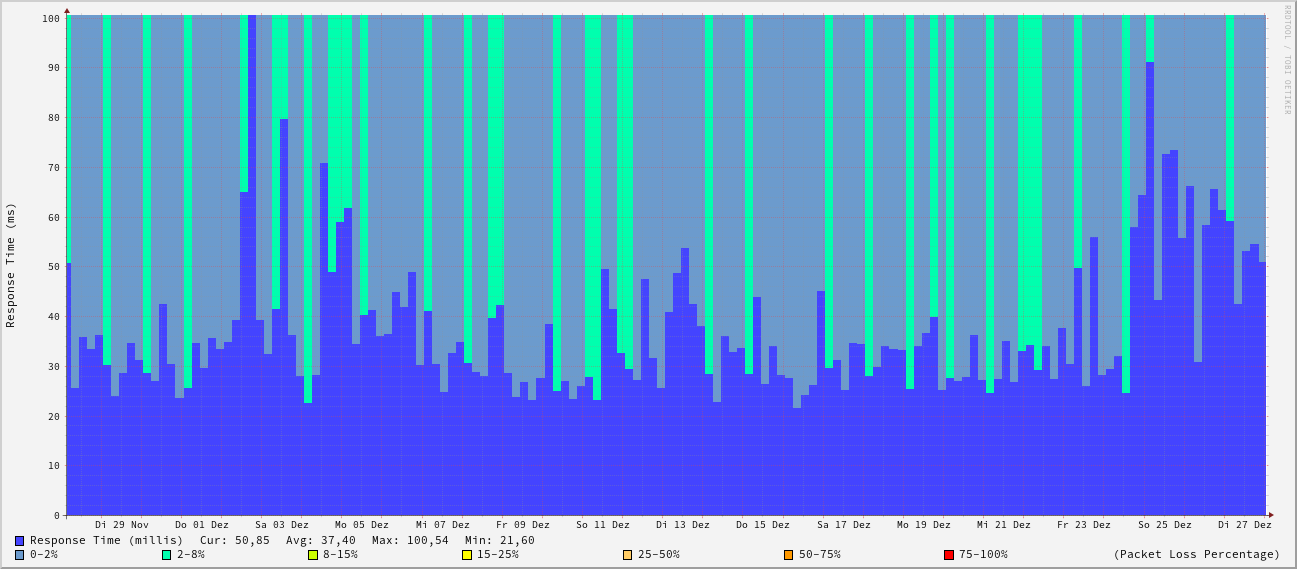 RRDTOOL / TOBI OETIKER
Response Time (ms)
100
90
80
70
60
50
40
30
20
10
0
Di 29 Nov Do 01 Dez Sa 03 Dez Mo 05 Dez Mi 07 Dez Fr 09 Dez So 11 Dez Di 13 Dez Do 15 Dez Sa 17 Dez Mo 19 Dez Mi 21 Dez Fr 23 Dez So 25 Dez Di 27 Dez
Response Time (millis) Cur: 50,85 Avg: 37,40 Max: 100,54 Min: 21,60
0-2% 2-8% 8-15% 15-25% 25-50% 50-75% 75-100% (Packet Loss Percentage)